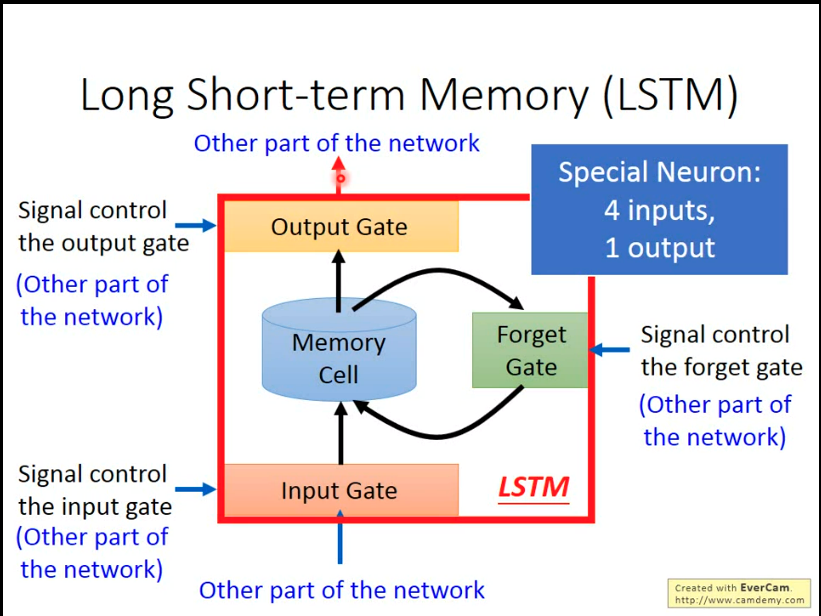 Long Short-term Memory (LSTM)
Other part of the network
Special Neuron:
4 inputs,
1 output
Signal control
the output gate
(Other part of
the network)
Output Gate
Memory
Cell
Forget
Gate
Signal control
the forget gate
(Other part of
the network)
Signal control
the input gate
(Other part of
the network)
Input Gate
LSTM
Other part of the network
Created with EverCam.
http://www.camdemy.com